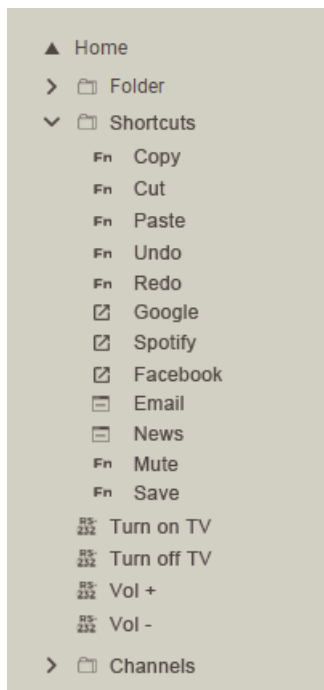 Home
Folder
Shortcuts
Fn Copy
Fn Cut
Fn Paste
Fn Undo
Fn Redo
Google
Spotify
Facebook
Email
News
Fn Mute
Fn Save
RS-232 Turn on TV
RS-232 Turn off TV
RS-232 Vol +
RS-232 Vol -
Channels